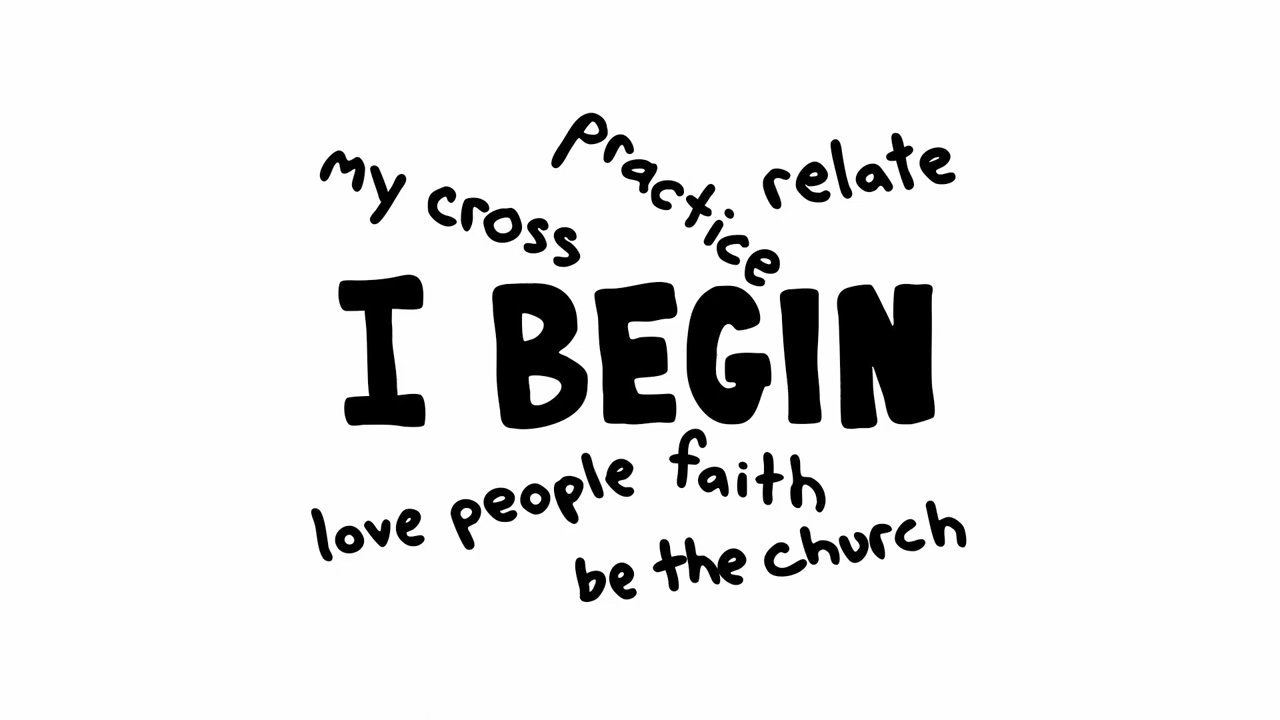 my cross
practice
relate
I BEGIN
love people
faith
be the church